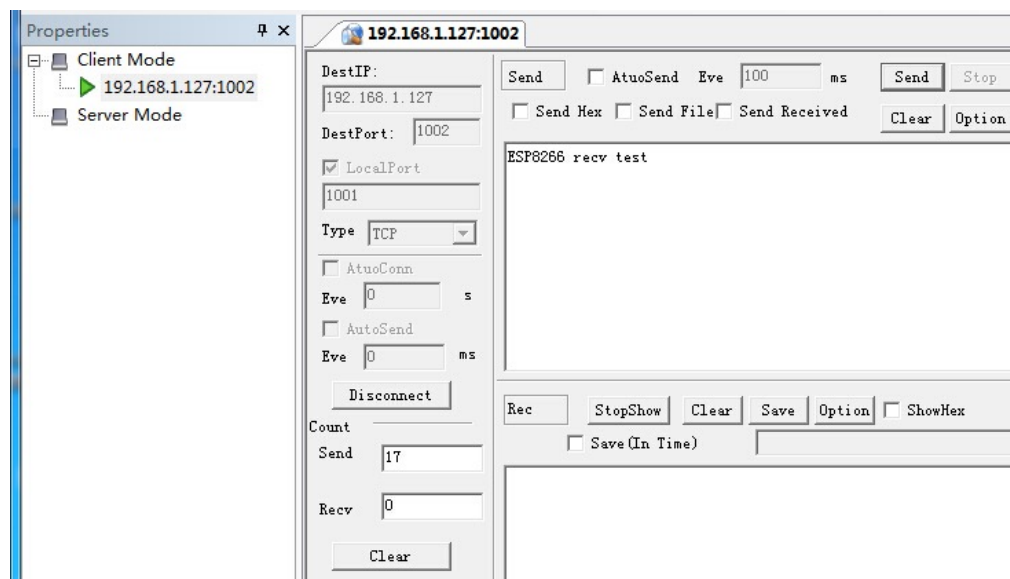 Properties
Client Mode
192.168.1.127:1002
Server Mode
192.168.1.127:1002
DestIP:
192.168.1.127
DestPort: 1002
LocalPort
1001
Type TCP
AtuoConn
Eve 0 s
AutoSend
Eve 0 ms
Disconnect
Count
Send 17
Recv 0
Clear
Send AtuoSend Eve 100 ms Send Stop
Send Hex Send File Send Received Clear Option
ESP8266 recv test
Rec StopShow Clear Save Option ShowHex
Save(In Time)